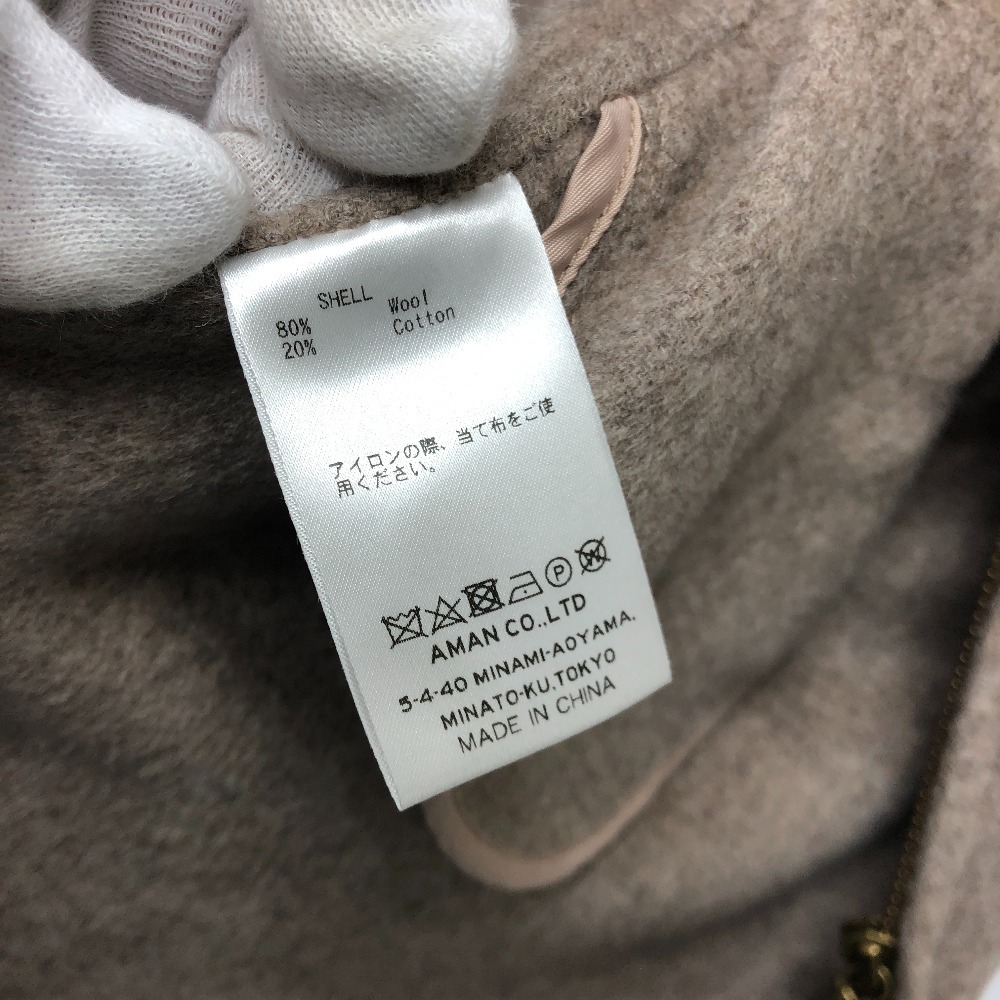 SHELL
80% Wool
20% Cotton
アイロンの際、当て布をご使
用ください。
P W
AMAN CO.,LTD
5-4-40 MINAMI-AOYAMA,
MINATO-KU,TOKYO
MADE IN CHINA